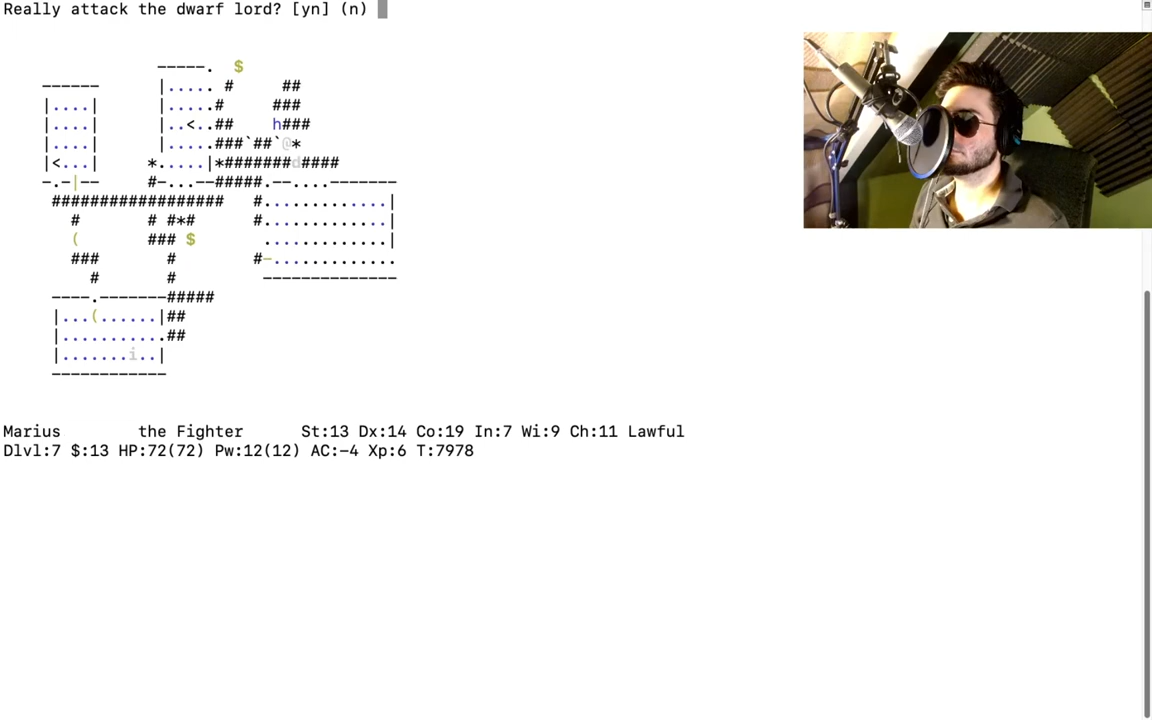 Really attack the dwarf lord? [yn] (n)
-----. $
------ |..... # ##
|....| |.....# ###
|....| |..<..## h###
|....| |.....###`##`@*
|<...| *.....|*#######d####
-.-|-- #-...--#####.--....-------
################## #.............|
# # #*# #.............|
( ### $ .............|
### # #-.............
# # --------------
----.-------#####
|...(......|##
|...........##
|.......i..|
------------
Marius the Fighter St:13 Dx:14 Co:19 In:7 Wi:9 Ch:11 Lawful
Dlvl:7 $:13 HP:72(72) Pw:12(12) AC:-4 Xp:6 T:7978